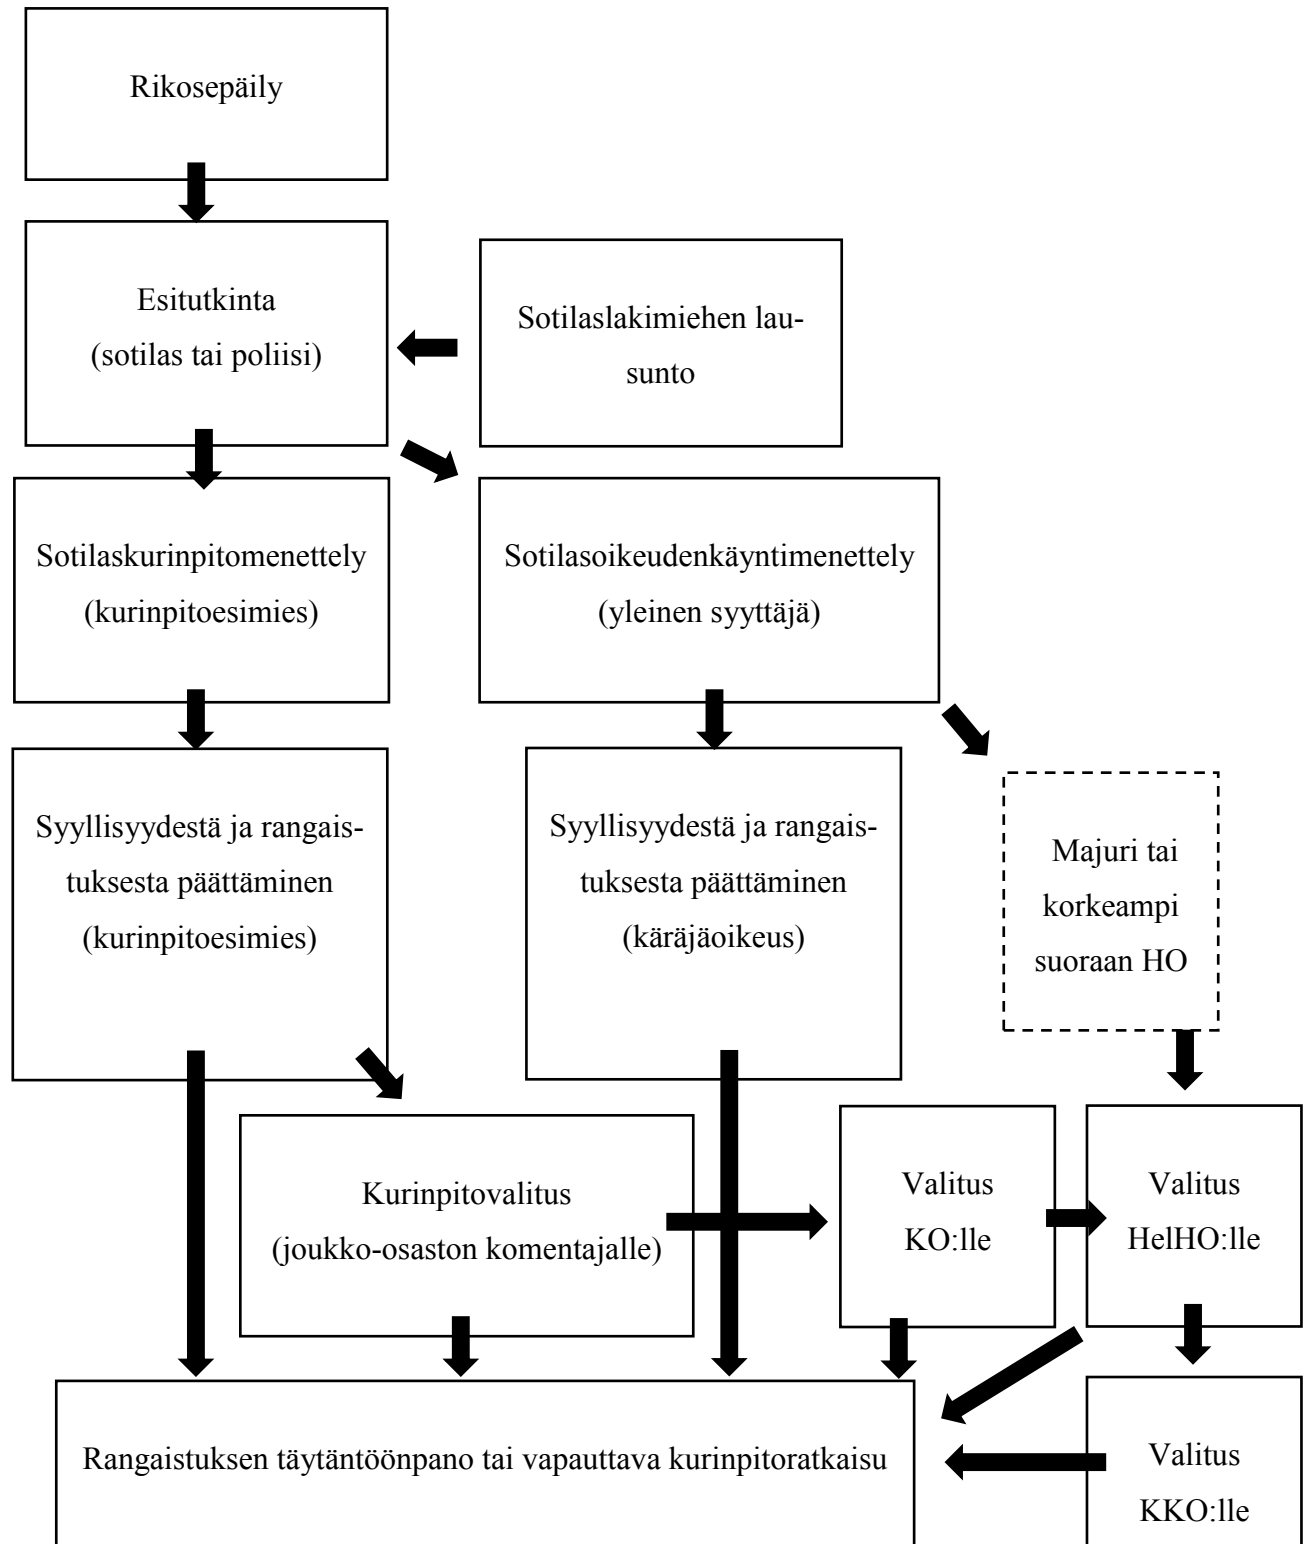 Rikosepäily
Esitutkinta
(sotilas tai poliisi)
Sotilaslakimiehen lau-
sunto
Sotilaskurinpitomenettely
(kurinpitoesimies)
Sotilasoikeudenkäyntimenettely
(yleinen syyttäjä)
Syyllisyydestä ja rangais-
tuksesta päättäminen
(kurinpitoesimies)
Syyllisyydestä ja rangais-
tuksesta päättäminen
(käräjäoikeus)
Majuri tai
korkeampi
suoraan HO
Kurinpitovalitus
(joukko-osaston komentajalle)
Valitus
KO:lle
Valitus
HelHO:lle
Rangaistuksen täytäntöönpano tai vapauttava kurinpitoratkaisu
Valitus
KKO:lle